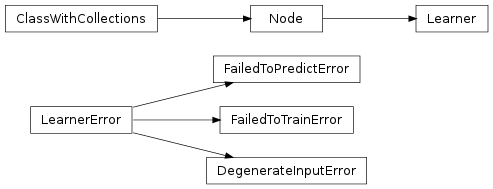 ClassWithCollections
Node
Learner
FailedToPredictError
LearnerError
FailedToTrainError
DegenerateInputError